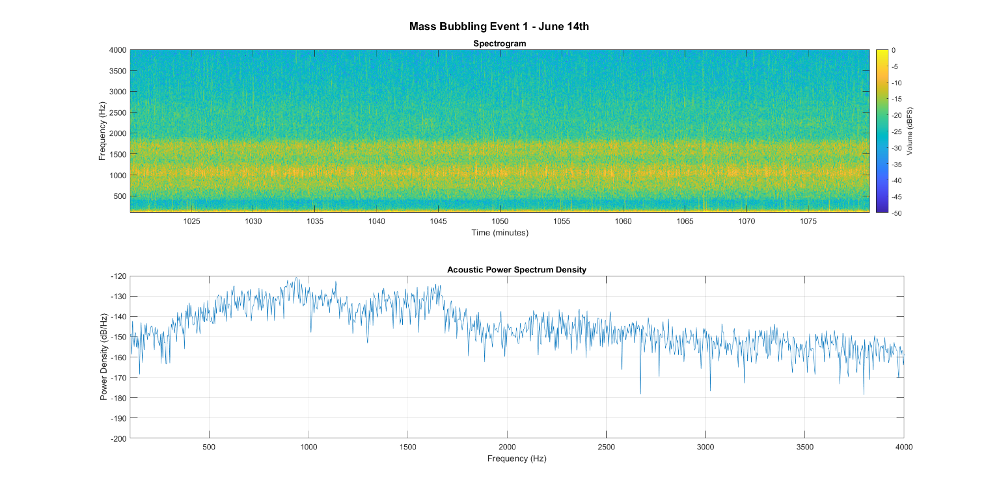 Mass Bubbling Event 1 - June 14th
Spectrogram
4000
3500
3000
2500
2000
1500
1000
500
Frequency (Hz)
1025 1030 1035 1040 1045 1050 1055 1060 1065 1070 1075
Time (minutes)
0
-5
-10
-15
-20
-25
-30
-35
-40
-45
-50
Volume (dBFS)
Acoustic Power Spectrum Density
-120
-130
-140
-150
-160
-170
-180
-190
-200
Power Density (dB/Hz)
500 1000 1500 2000 2500 3000 3500 4000
Frequency (Hz)